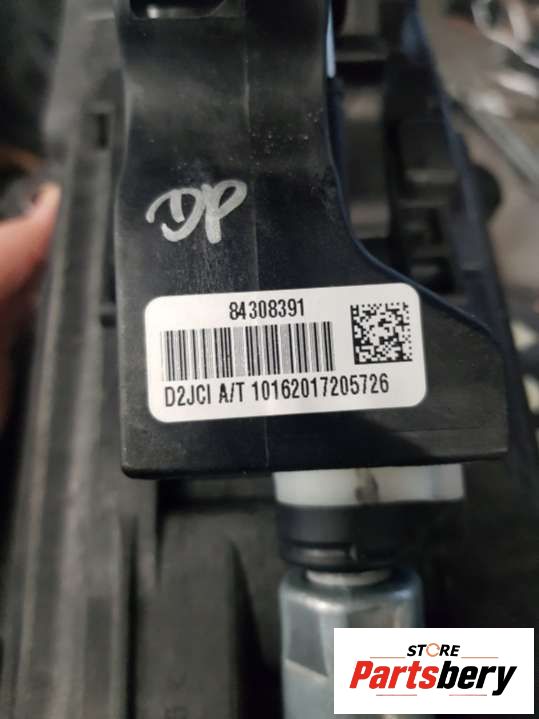 DP
84308391
D2JCI A/T 10162017205726
STORE
Partsbery